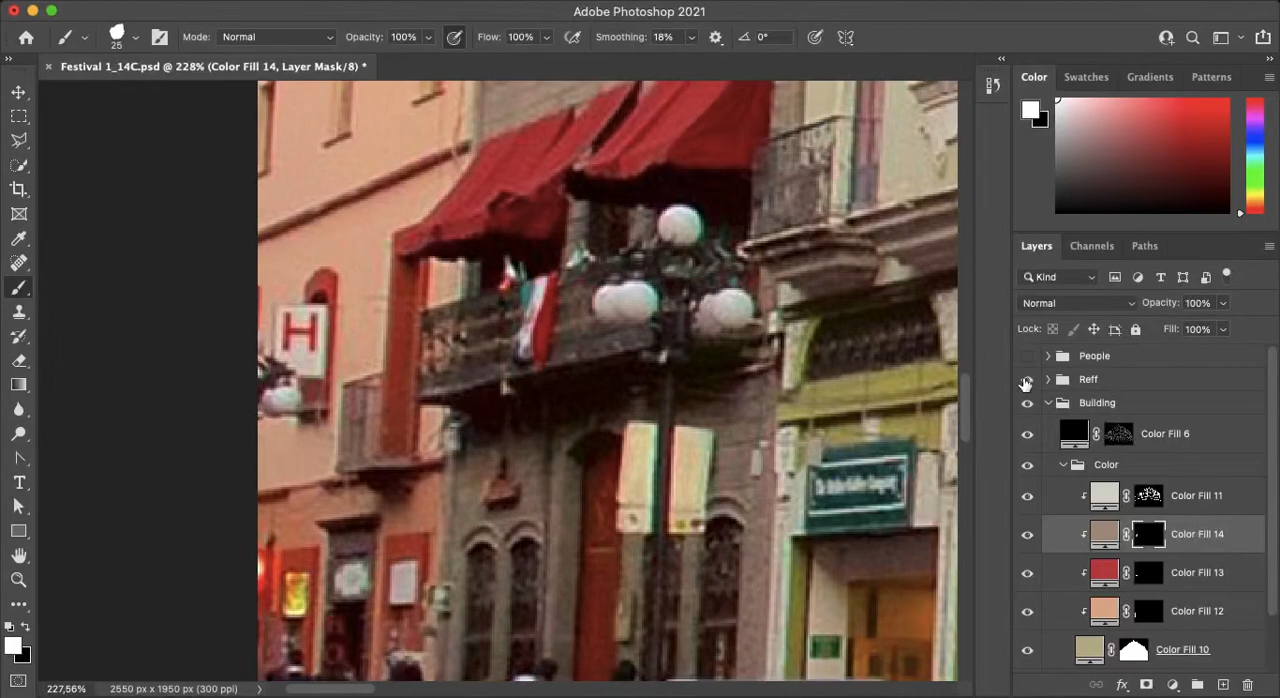 Adobe Photoshop 2021
25
Mode: Normal Opacity: 100% Flow: 100% Smoothing: 18% 0°
Festival 1_14C.psd @ 228% (Color Fill 14, Layer Mask/8) *
Color Swatches Gradients Patterns
Layers Channels Paths
Kind
Normal Opacity: 100%
Lock: Fill: 100%
People
Reff
Building
Color Fill 6
Color
Color Fill 11
Color Fill 14
Color Fill 13
Color Fill 12
Color Fill 10
H
227,56% 2550 px x 1950 px (300 ppi)